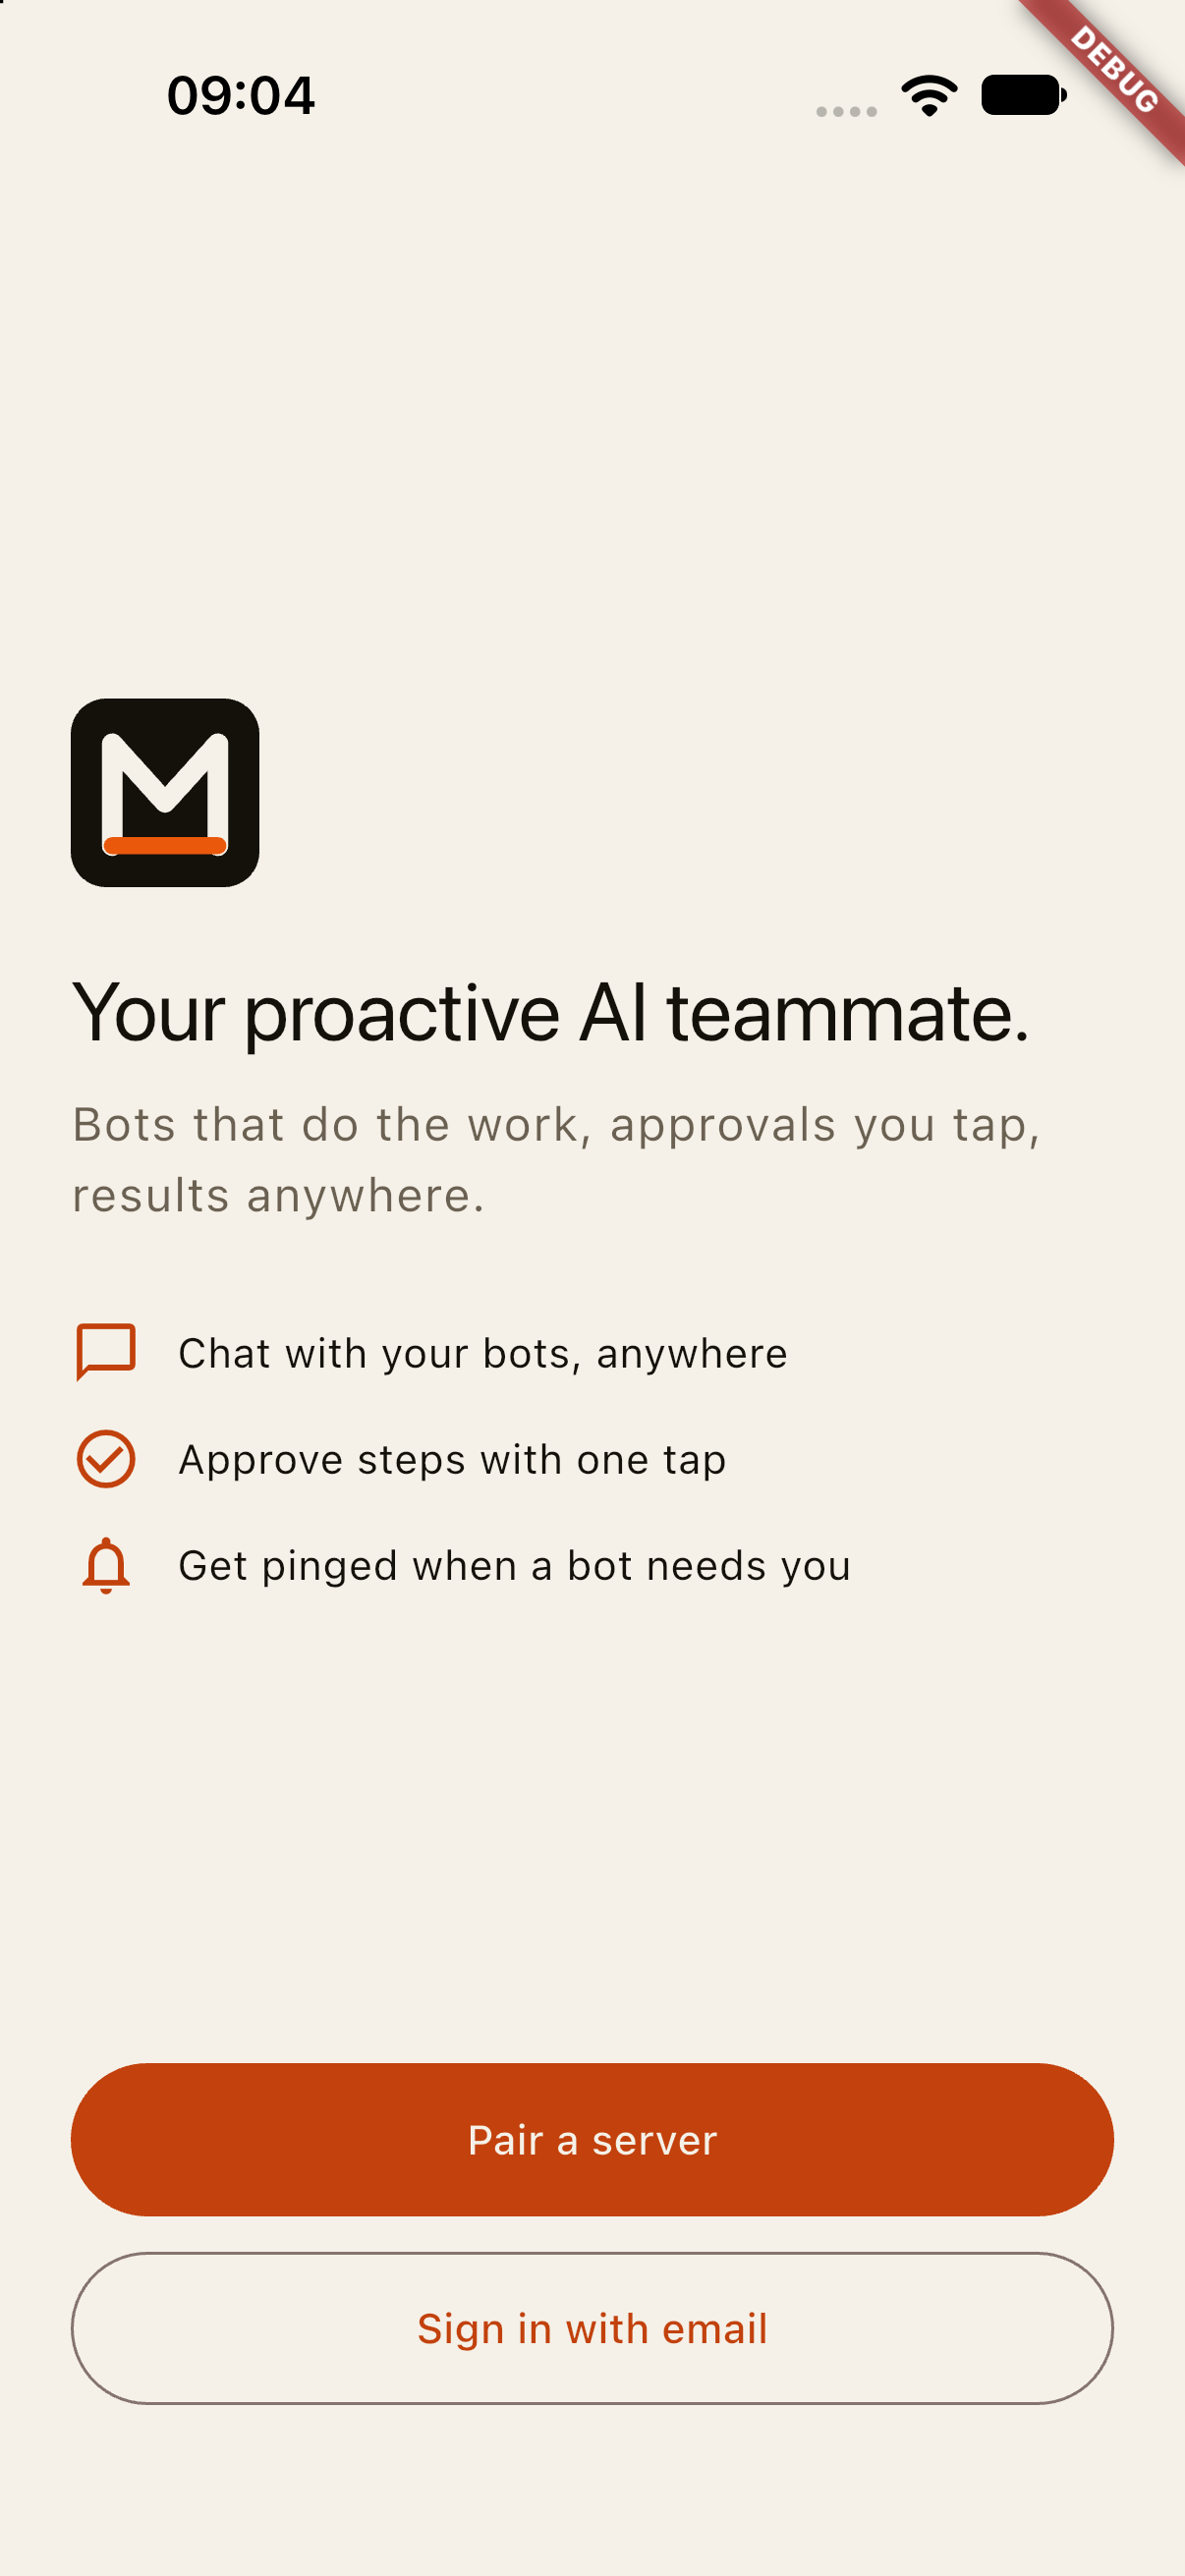 09:04
DEBUG
M
Your proactive AI teammate.
Bots that do the work, approvals you tap,
results anywhere.
Chat with your bots, anywhere
Approve steps with one tap
Get pinged when a bot needs you
Pair a server
Sign in with email